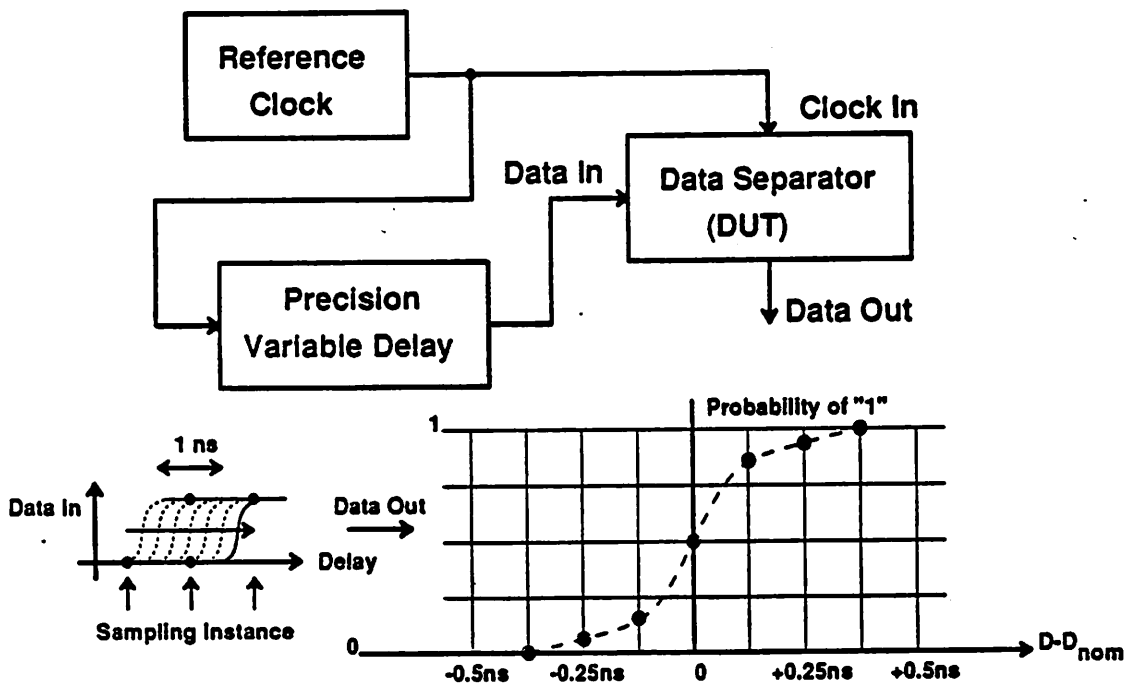 Reference
Clock
Clock In
Data In
Data Separator
(DUT)
Precision
Variable Delay
Data Out
Probability of "1"
1
1 ns
Data In
Data Out
Delay
Sampling Instance
0
D-Dnom
-0.5ns
-0.25ns
0
+0.25ns
+0.5ns